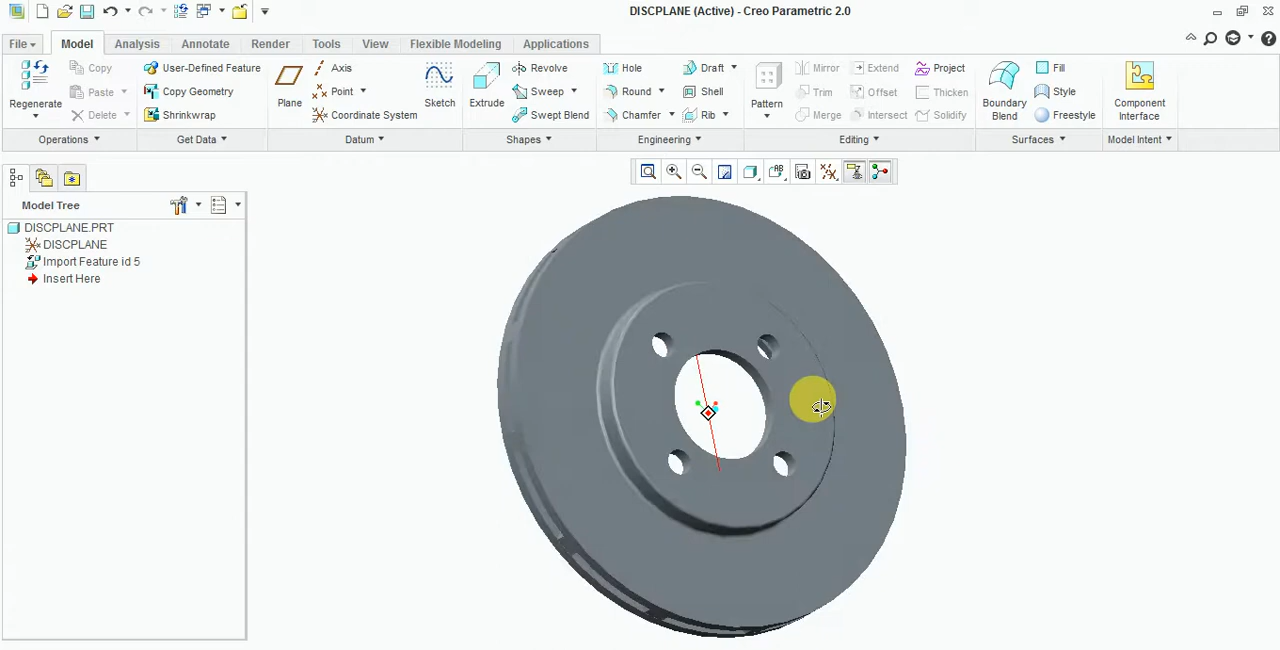 DISCPLANE (Active) - Creo Parametric 2.0
File Model Analysis Annotate Render Tools View Flexible Modeling Applications
Regenerate
Copy
Paste
Delete
Operations
User-Defined Feature
Copy Geometry
Shrinkwrap
Get Data
Plane
Axis
Point
Coordinate System
Sketch
Datum
Extrude
Revolve
Sweep
Swept Blend
Shapes
Hole
Round
Chamfer
Draft
Shell
Rib
Engineering
Pattern
Mirror
Trim
Merge
Extend
Offset
Intersect
Project
Thicken
Solidify
Editing
Boundary
Blend
Fill
Style
Freestyle
Surfaces
Component
Interface
Model Intent
Model Tree
DISCPLANE.PRT
DISCPLANE
Import Feature id 5
Insert Here